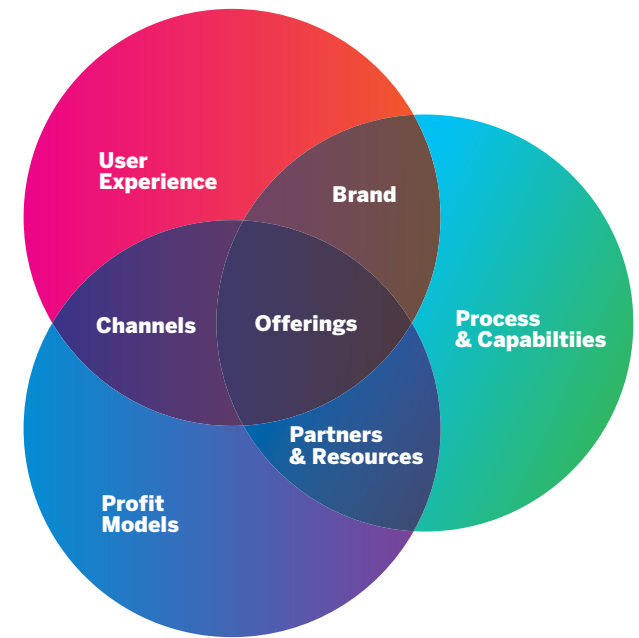 User
Experience
Brand
Channels
Offerings
Process
& Capabiltiies
Partners
& Resources
Profit
Models